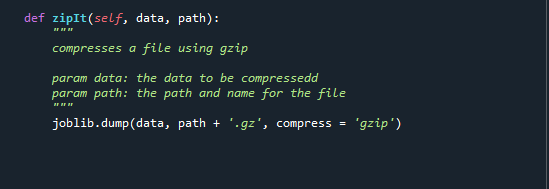 def zipIt(self, data, path):
"""
compresses a file using gzip
param data: the data to be compressedd
param path: the path and name for the file
"""
joblib.dump(data, path + '.gz', compress = 'gzip')